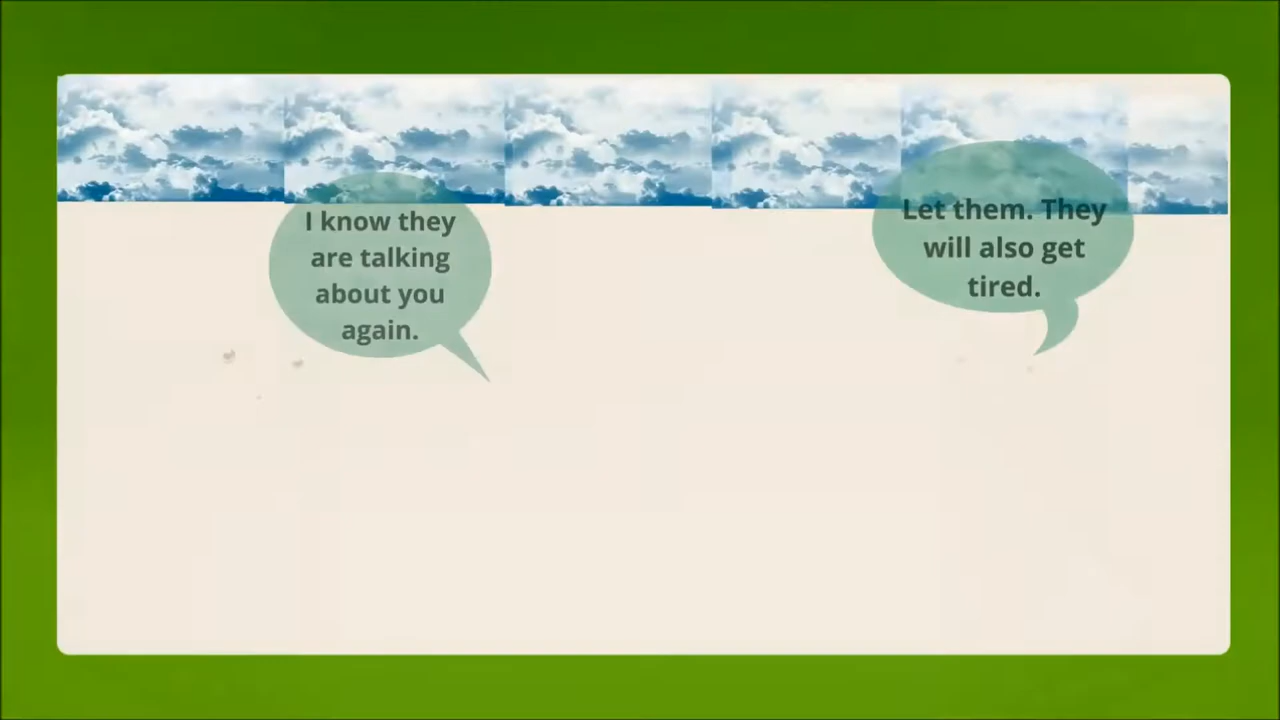 I know they
are talking
about you
again.
Let them. They
will also get
tired.